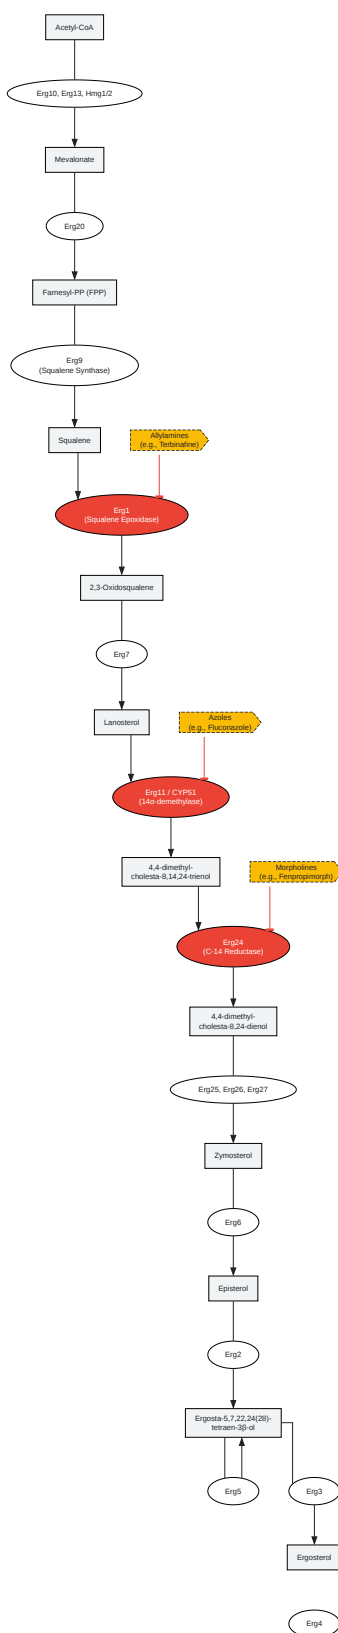 Acetyl-CoA
Erg10, Erg13, Hmg1/2
Mevalonate
Erg20
Farnesyl-PP (FPP)
Erg9
(Squalene Synthase)
Squalene
Allylamines
(e.g., Terbinafine)
Erg1
(Squalene Epoxidase)
2,3-Oxidosqualene
Erg7
Lanosterol
Azoles
(e.g., Fluconazole)
Erg11 / CYP51
(14α-demethylase)
4,4-dimethyl-
cholesta-8,14,24-trienol
Morpholines
(e.g., Fenpropimorph)
Erg24
(C-14 Reductase)
4,4-dimethyl-
cholesta-8,24-dienol
Erg25, Erg26, Erg27
Zymosterol
Erg6
Episterol
Erg2
Ergosta-5,7,22,24(28)-
tetraen-3β-ol
Erg5
Erg3
Ergosterol
Erg4